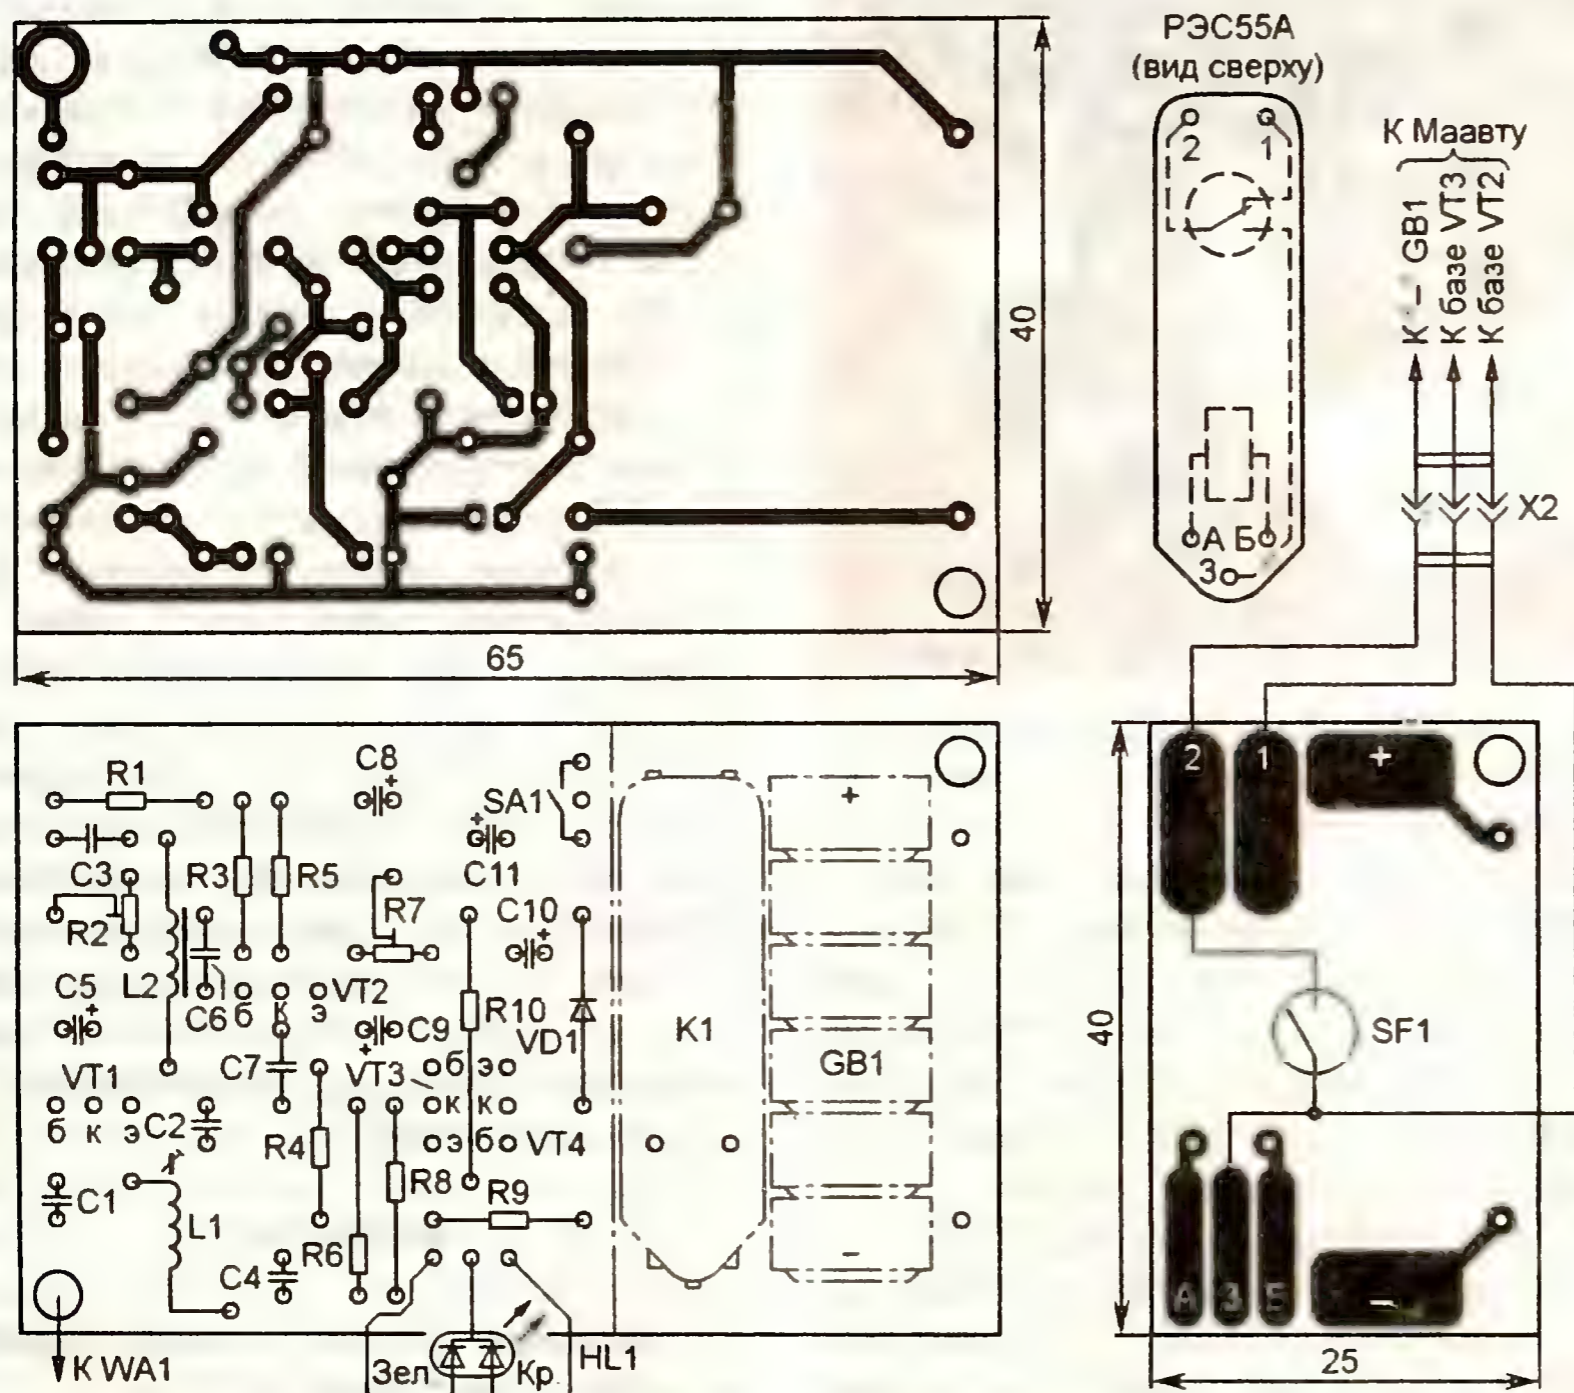 РЭС55А
(вид сверху)
2 1
А Б
3
К Маавту
К "–" GB1
К базе VT3
К базе VT2
X2
40
65
R1
C8
+
SA1
+
C3
R3
R5
C11
R2
R7
C10
+
C5
+
L2
C6
б
к
э
VT2
C9
+
R10
VD1
K1
+
GB1
–
VT1
C7
VT3
б э
к к
э б
VT4
б к э
C2
R4
C1
L1
R8
R9
R6
C4
К WA1
Зел
Кр.
HL1
2 1 +
SF1
40
А 3 Б –
25